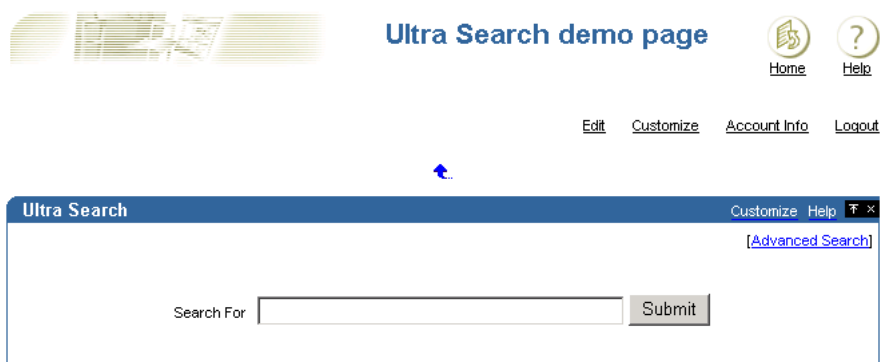 Ultra Search demo page
Home Help
Edit Customize Account Info Logout
Ultra Search Customize Help
[Advanced Search]
Search For Submit